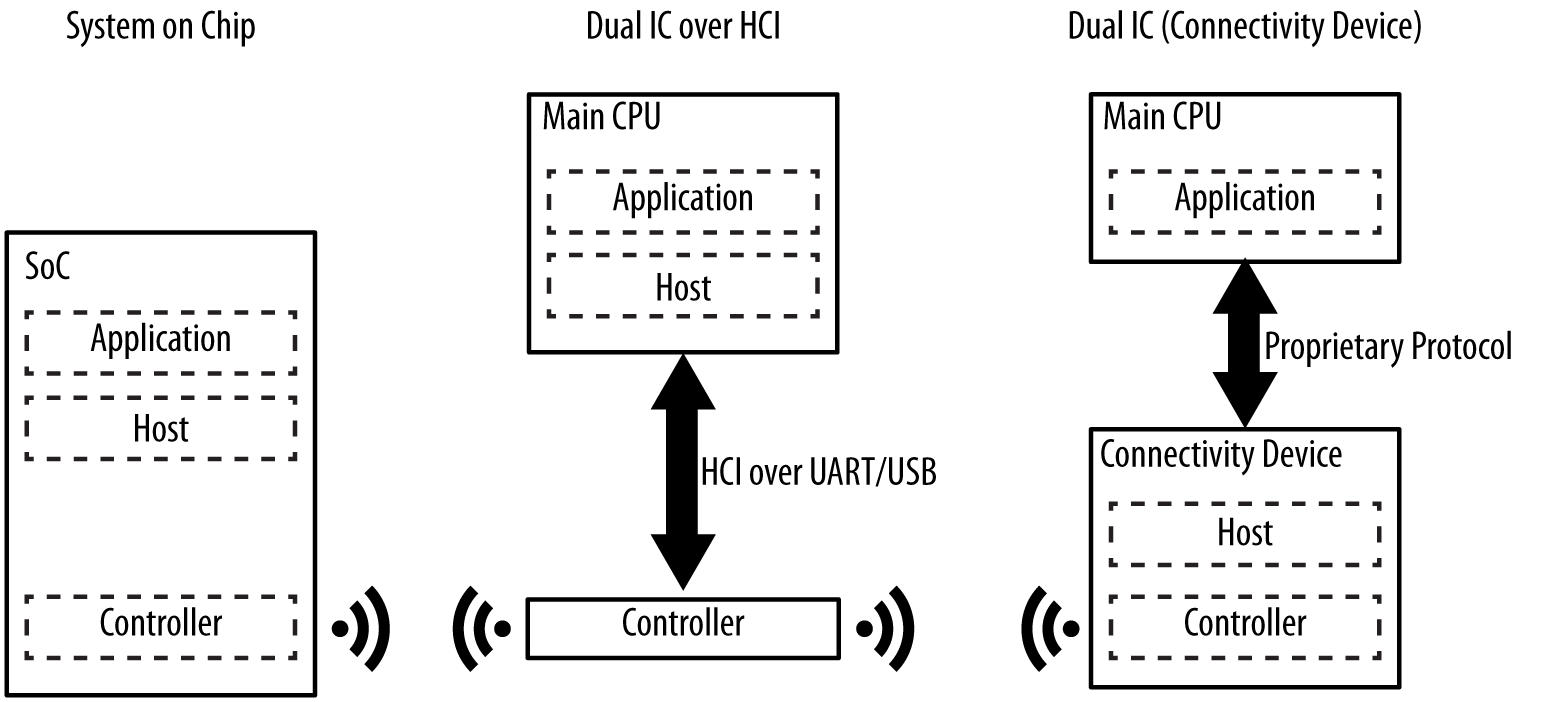 System on Chip
Dual IC over HCI
Dual IC (Connectivity Device)
SoC
Application
Host
Controller
Main CPU
Application
Host
HCI over UART/USB
Controller
Main CPU
Application
Proprietary Protocol
Connectivity Device
Host
Controller